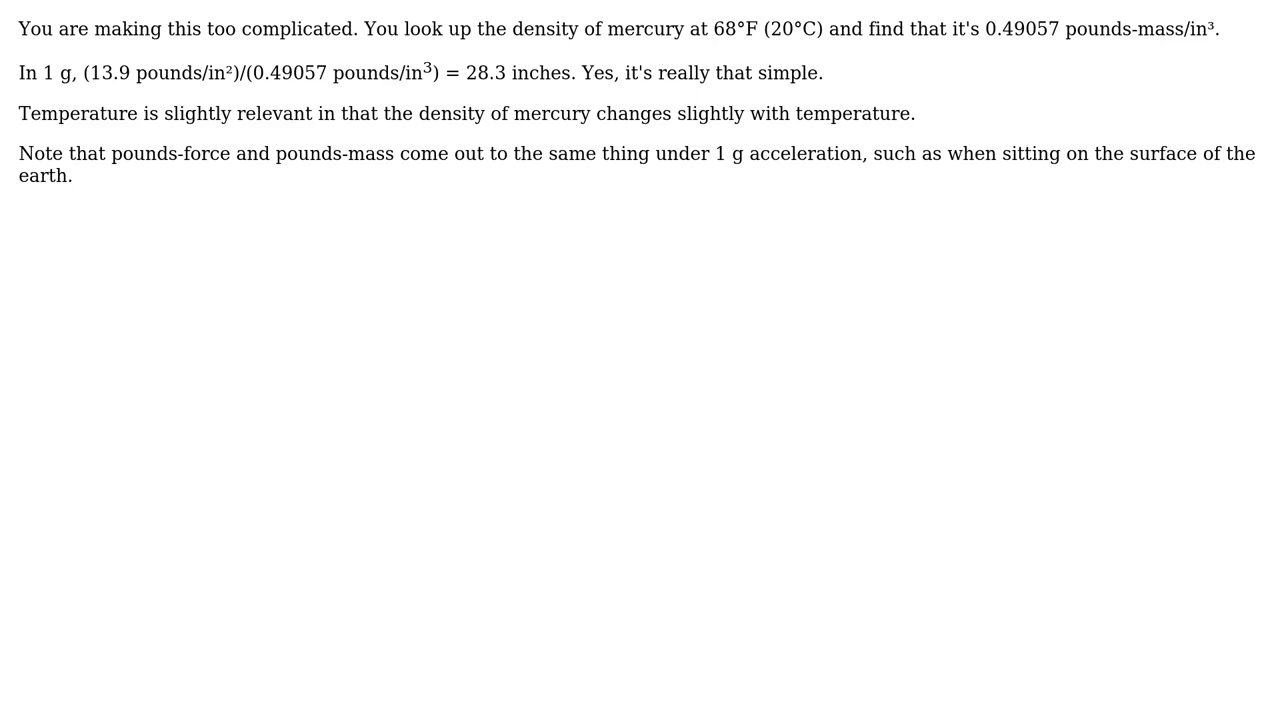 You are making this too complicated. You look up the density of mercury at 68°F (20°C) and find that it's 0.49057 pounds-mass/in³.
In 1 g, (13.9 pounds/in²)/(0.49057 pounds/in³) = 28.3 inches. Yes, it's really that simple.
Temperature is slightly relevant in that the density of mercury changes slightly with temperature.
Note that pounds-force and pounds-mass come out to the same thing under 1 g acceleration, such as when sitting on the surface of the
earth.